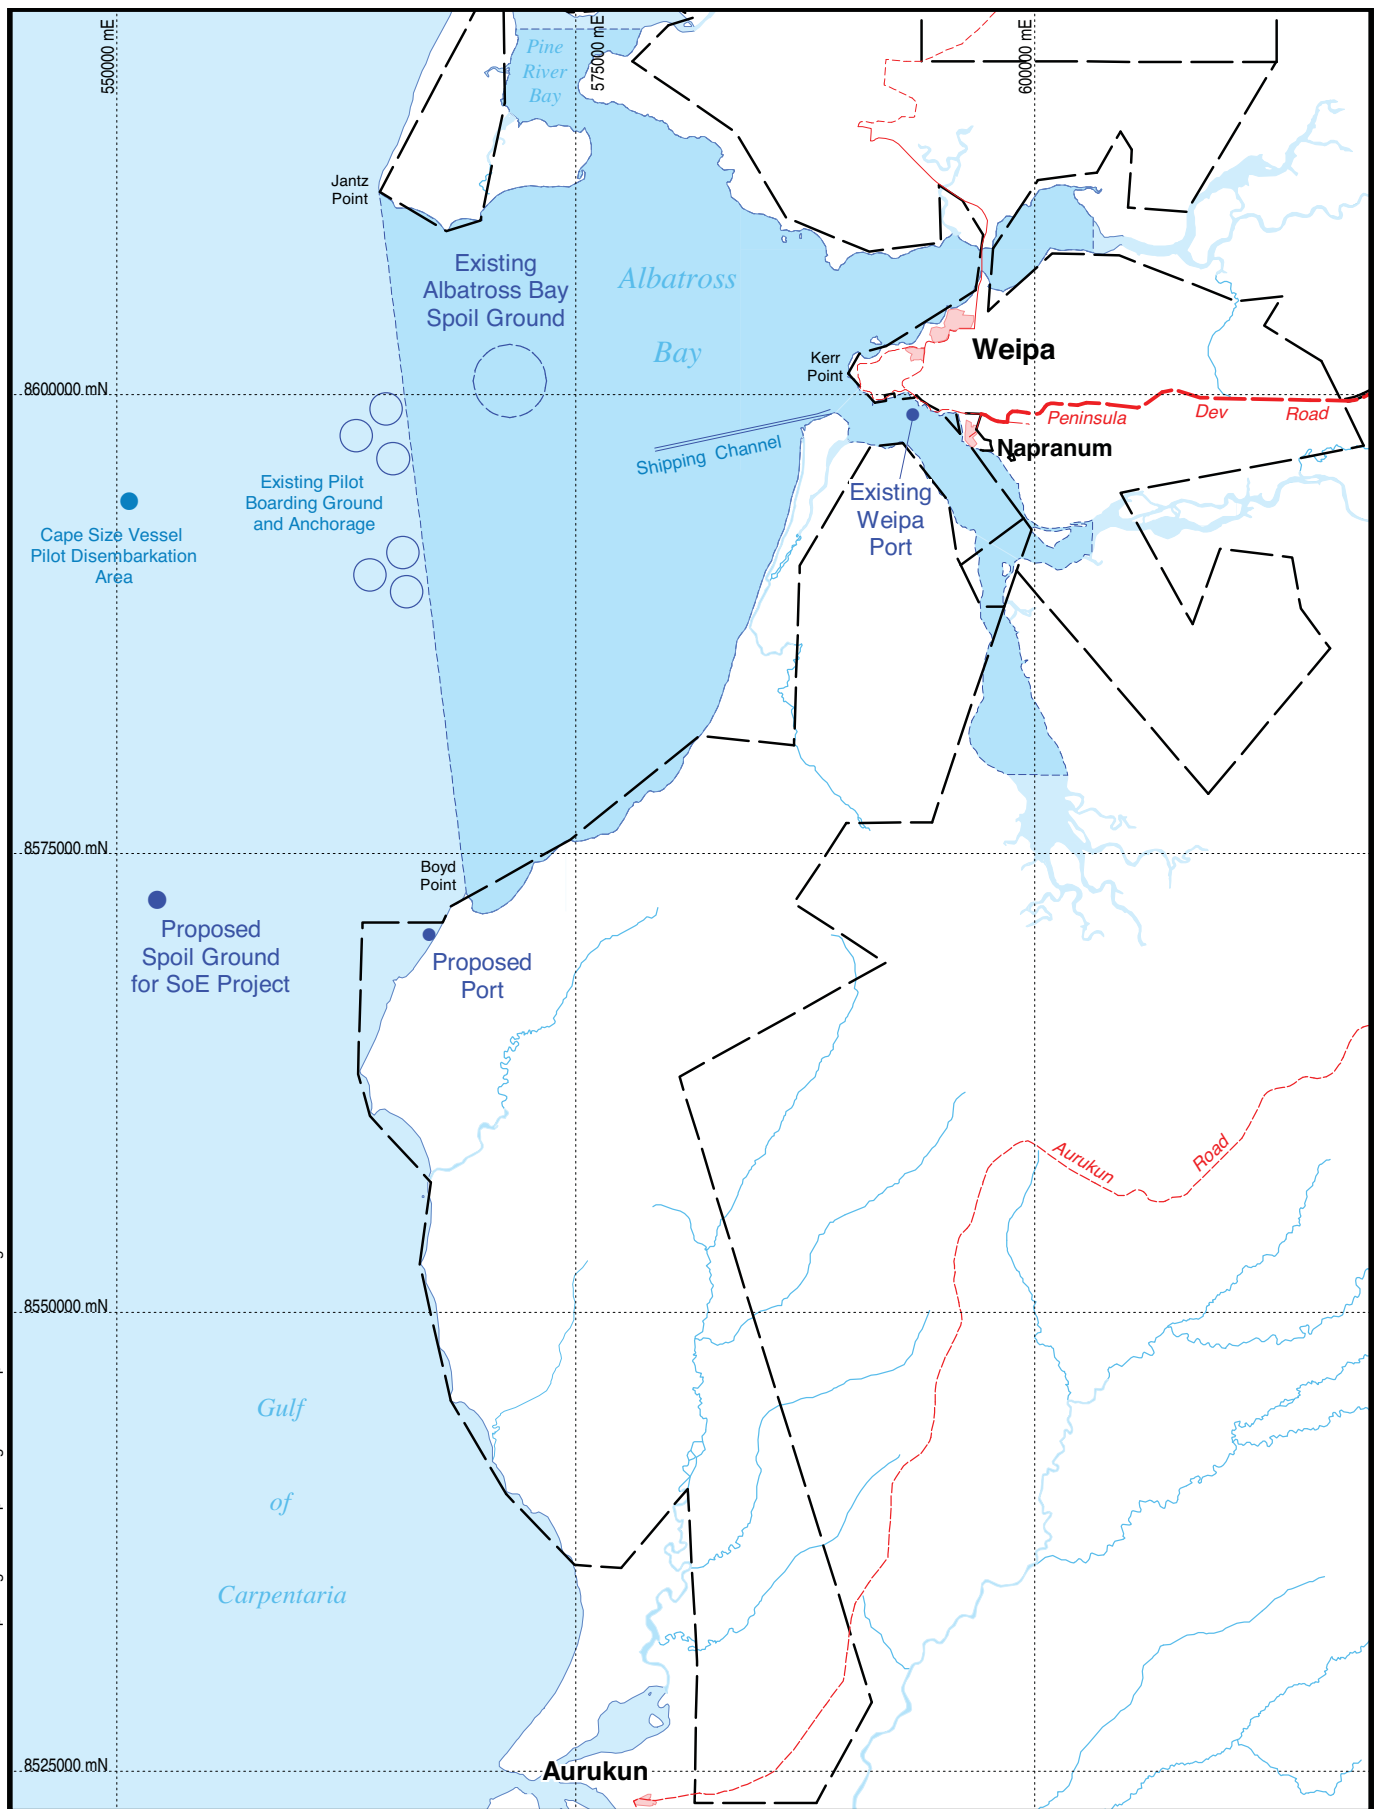 550000 mE
575000 mE
600000 mE
Pine
River
Bay
Jantz
Point
Existing
Albatross Bay
Spoil Ground
Albatross
Bay
Kerr
Point
Weipa
8600000 mN
Peninsula Dev Road
Shipping Channel
Napranum
Existing Pilot
Boarding Ground
and Anchorage
Existing
Weipa
Port
Cape Size Vessel
Pilot Disembarkation
Area
8575000 mN
Boyd
Point
Proposed
Spoil Ground
for SoE Project
Proposed
Port
Aurukun Road
8550000 mN
Gulf
of
Carpentaria
8525000 mN
Aurukun